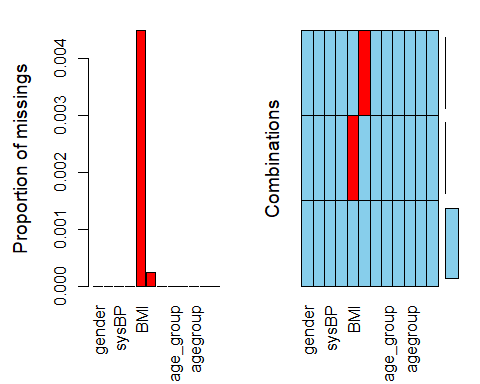 Proportion of missings
0.000
0.001
0.002
0.003
0.004
gender
sysBP
BMI
age_group
agegroup
Combinations
gender
sysBP
BMI
age_group
agegroup